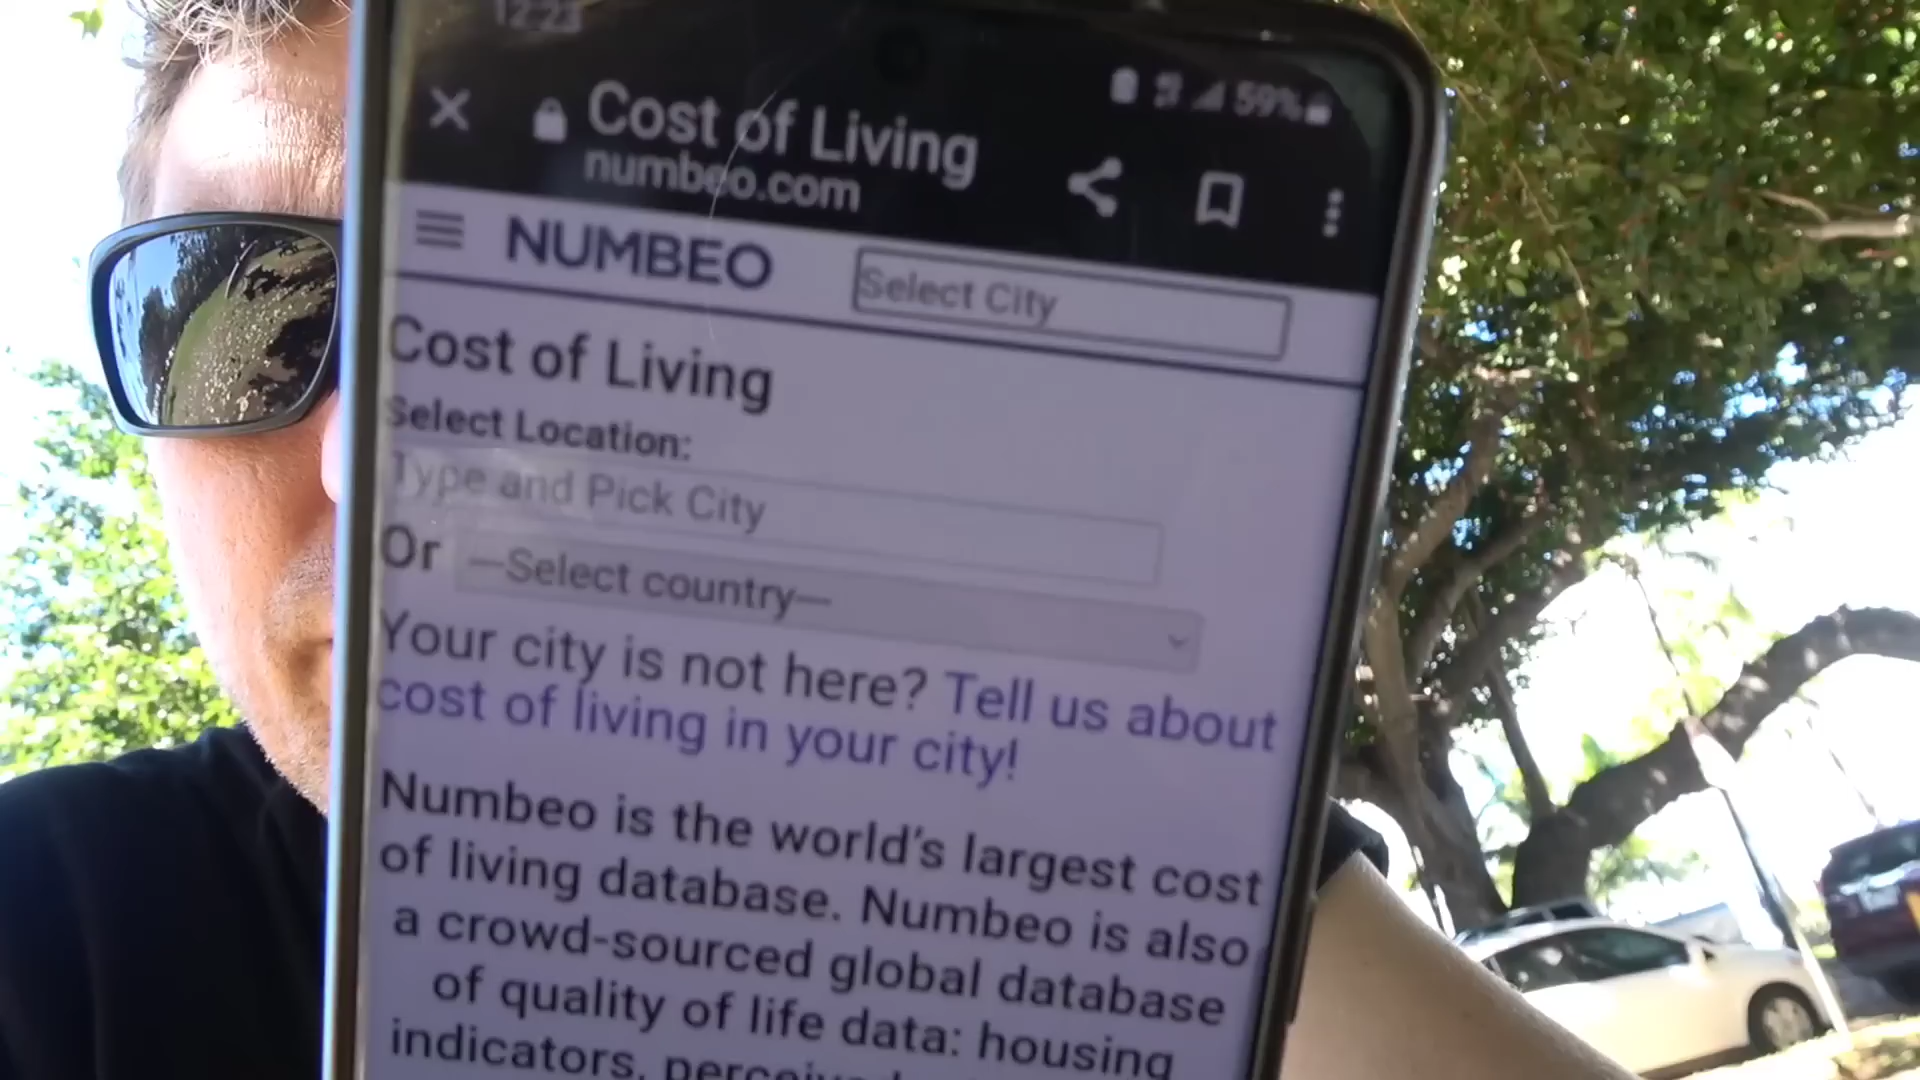 12:23
59%
Cost of Living
numbeo.com
NUMBEO
Select City
Cost of Living
Select Location:
Type and Pick City
Or —Select country—
Your city is not here? Tell us about
cost of living in your city!
Numbeo is the world's largest cost
of living database. Numbeo is also
a crowd-sourced global database
of quality of life data: housing
indicators,